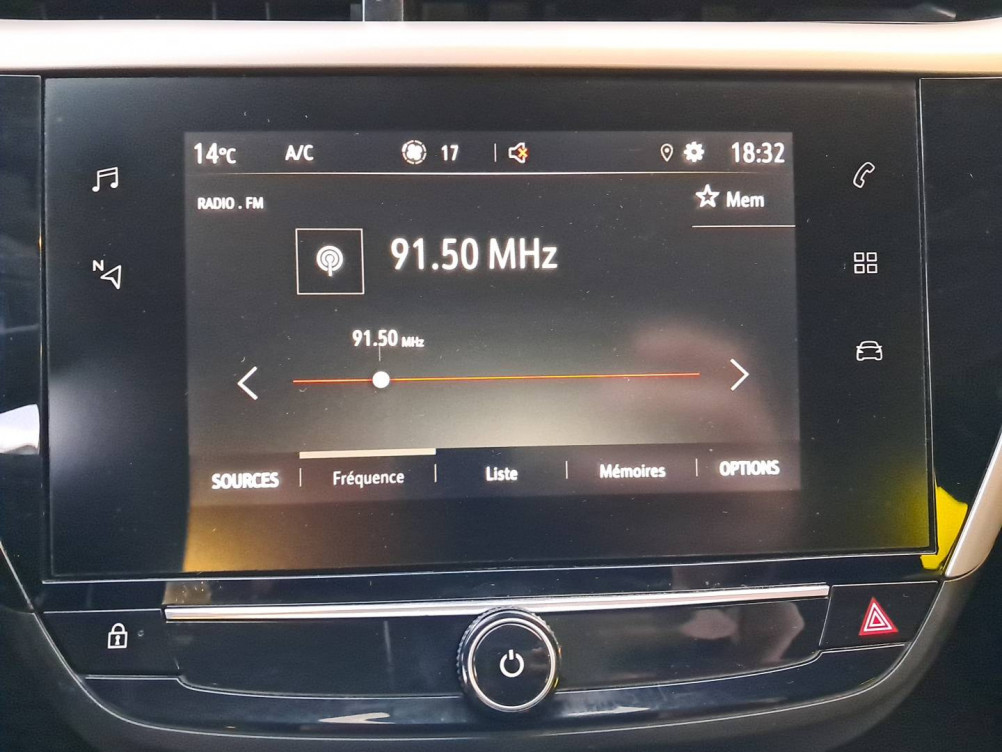 14°C A/C 17 18:32
RADIO . FM
Mem
91.50 MHz
91.50 MHz
N
SOURCES Fréquence Liste Mémoires OPTIONS